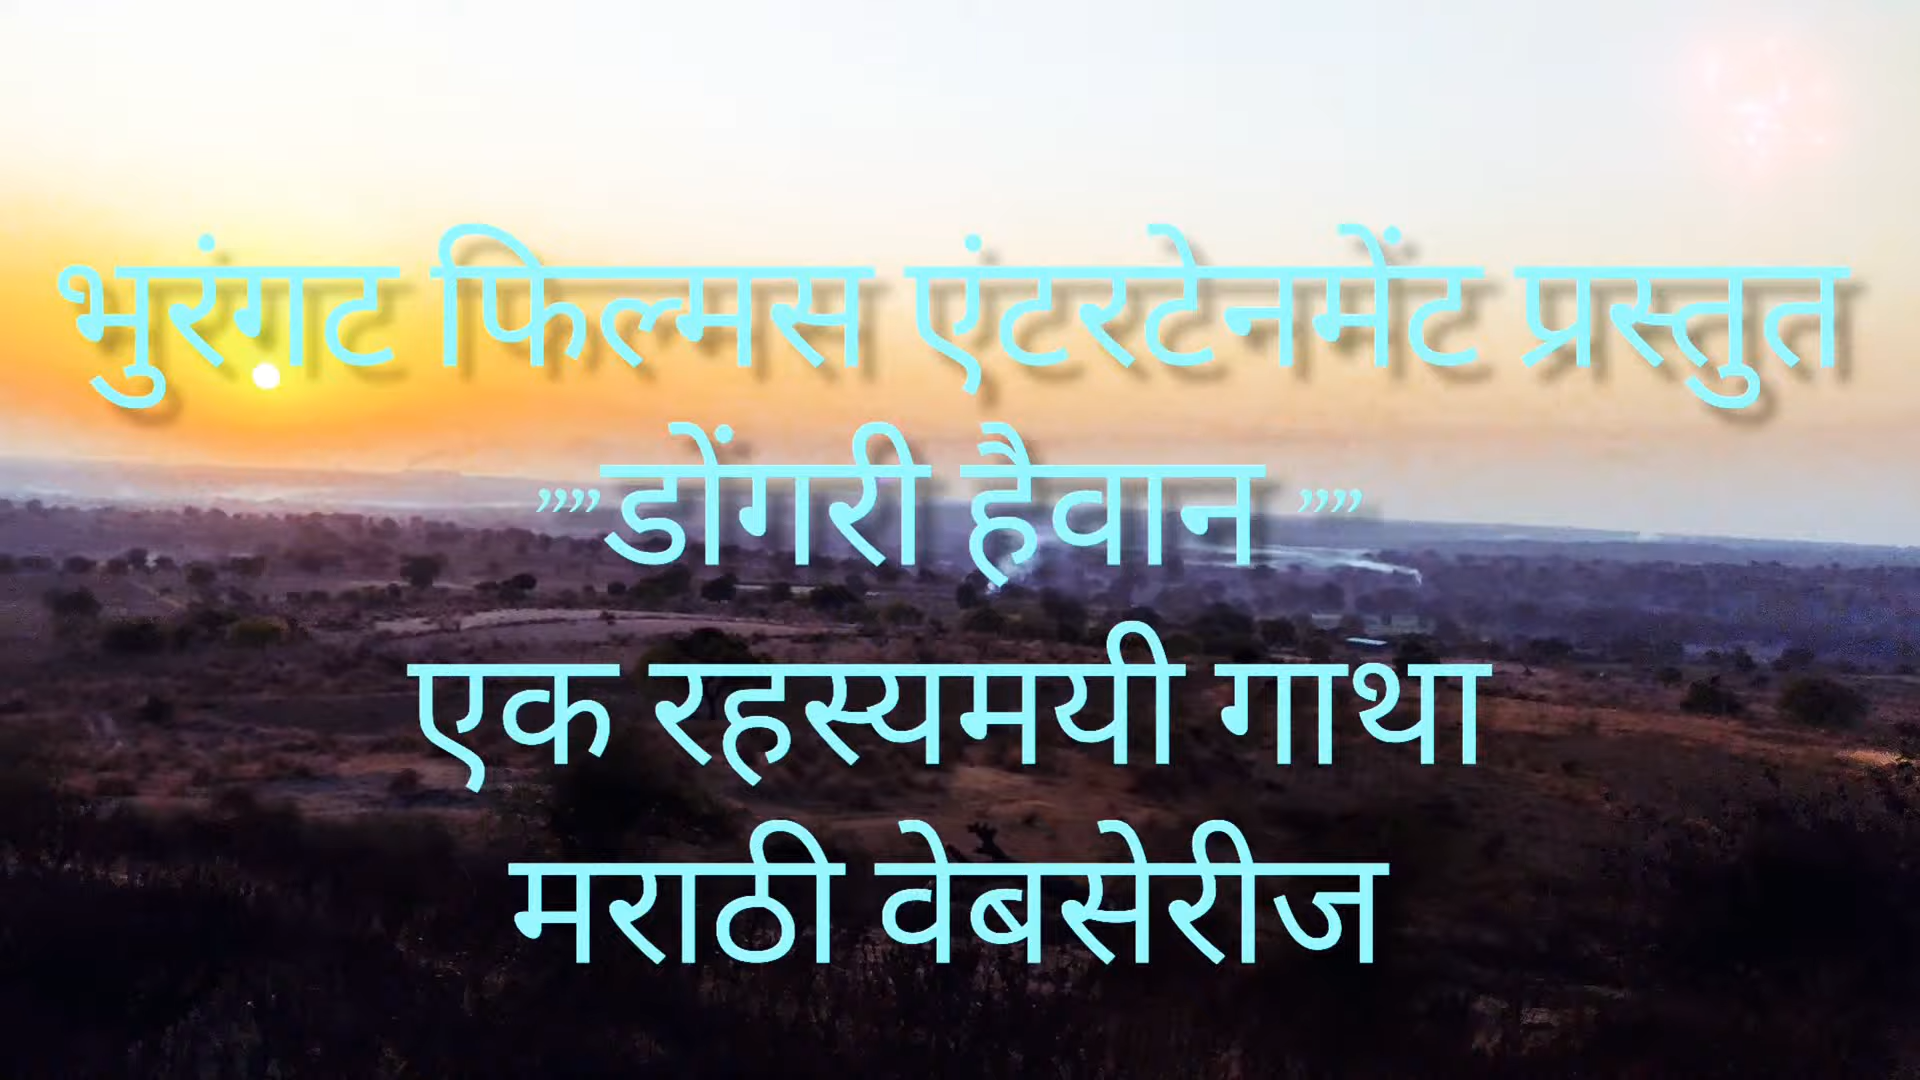 भुरंगट फिल्मस एंटरटेनमेंट प्रस्तुत
””डोंगरी हैवान ””
एक रहस्यमयी गाथा
मराठी वेबसेरीज